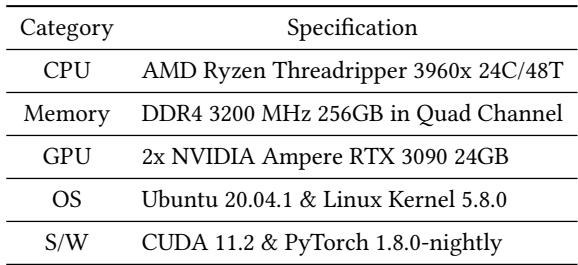 Category Specification
CPU AMD Ryzen Threadripper 3960x 24C/48T
Memory DDR4 3200 MHz 256GB in Quad Channel
GPU 2x NVIDIA Ampere RTX 3090 24GB
OS Ubuntu 20.04.1 & Linux Kernel 5.8.0
S/W CUDA 11.2 & PyTorch 1.8.0-nightly